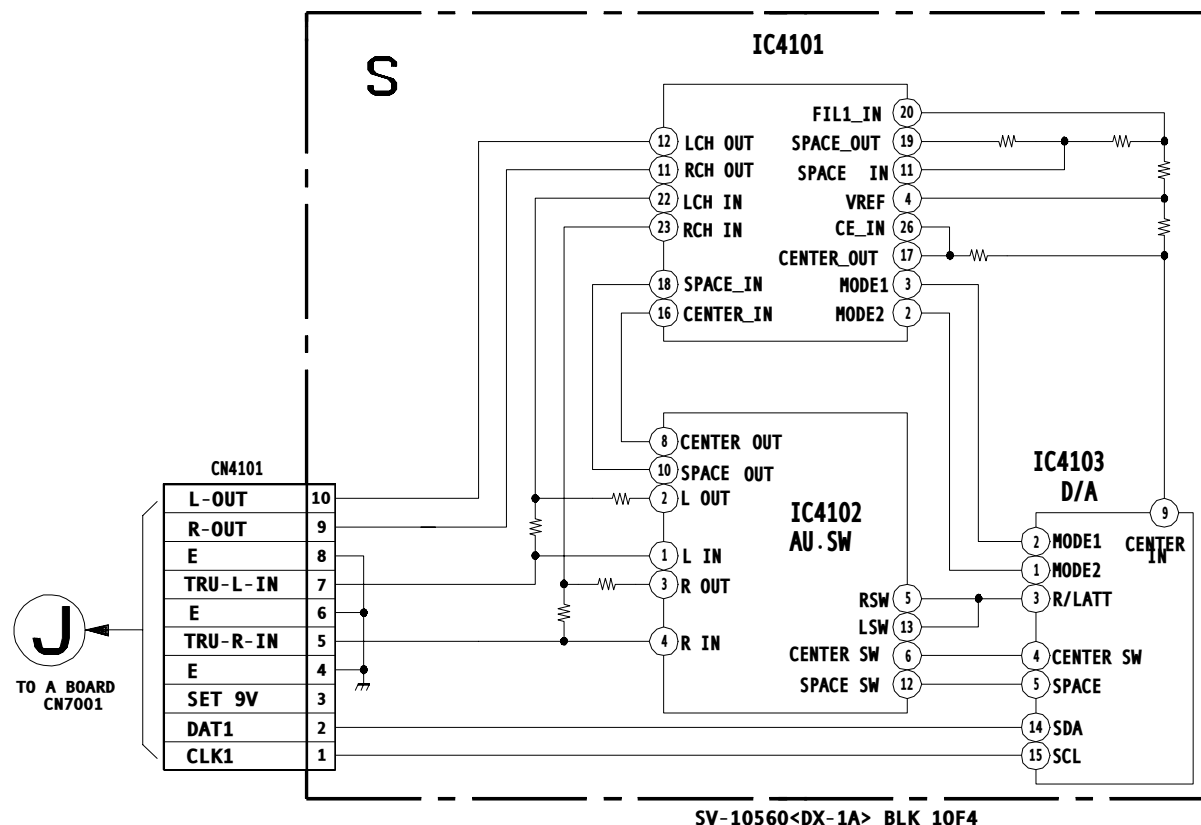 IC4101
S
FIL1_IN 20
12 LCH OUT SPACE_OUT 19
11 RCH OUT SPACE IN 11
22 LCH IN VREF 4
23 RCH IN CE_IN 26
CENTER_OUT 17
18 SPACE_IN MODE1 3
16 CENTER_IN MODE2 2
8 CENTER OUT
10 SPACE OUT
2 L OUT
IC4102
AU.SW
1 L IN
3 R OUT
RSW 5
LSW 13
4 R IN
CENTER SW 6
SPACE SW 12
IC4103
D/A
9
CENTER
IN
2 MODE1
1 MODE2
3 R/LATT
4 CENTER SW
5 SPACE
14 SDA
15 SCL
CN4101
L-OUT 10
R-OUT 9
E 8
TRU-L-IN 7
E 6
TRU-R-IN 5
E 4
SET 9V 3
DAT1 2
CLK1 1
J
TO A BOARD
CN7001
SV-10560<DX-1A> BLK 10F4